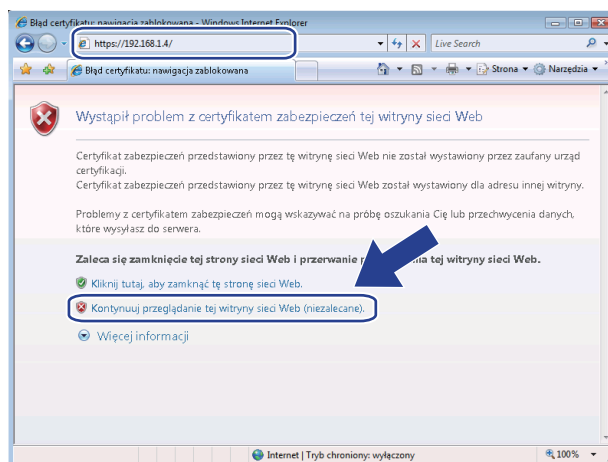 Błąd certyfikatu: nawigacja zablokowana - Windows Internet Explorer
https://192.168.1.4/
Live Search
Błąd certyfikatu: nawigacja zablokowana
Strona
Narzędzia
Wystąpił problem z certyfikatem zabezpieczeń tej witryny sieci Web
Certyfikat zabezpieczeń przedstawiony przez tę witrynę sieci Web nie został wystawiony przez zaufany urząd
certyfikacji.
Certyfikat zabezpieczeń przedstawiony przez tę witrynę sieci Web został wystawiony dla adresu innej witryny.
Problemy z certyfikatem zabezpieczeń mogą wskazywać na próbę oszukania Cię lub przechwycenia danych,
które wysyłasz do serwera.
Zaleca się zamknięcie tej strony sieci Web i przerwanie tej witryny sieci Web.
Kliknij tutaj, aby zamknąć tę stronę sieci Web.
Kontynuuj przeglądanie tej witryny sieci Web (niezalecane).
Więcej informacji
Internet | Tryb chroniony: wyłączony
100%